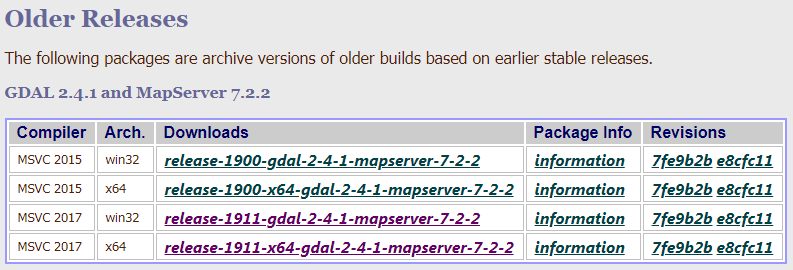 Older Releases
The following packages are archive versions of older builds based on earlier stable releases.
GDAL 2.4.1 and MapServer 7.2.2
Compiler Arch. Downloads Package Info Revisions
MSVC 2015 win32 release-1900-gdal-2-4-1-mapserver-7-2-2 information 7fe9b2b e8cfc11
MSVC 2015 x64 release-1900-x64-gdal-2-4-1-mapserver-7-2-2 information 7fe9b2b e8cfc11
MSVC 2017 win32 release-1911-gdal-2-4-1-mapserver-7-2-2 information 7fe9b2b e8cfc11
MSVC 2017 x64 release-1911-x64-gdal-2-4-1-mapserver-7-2-2 information 7fe9b2b e8cfc11